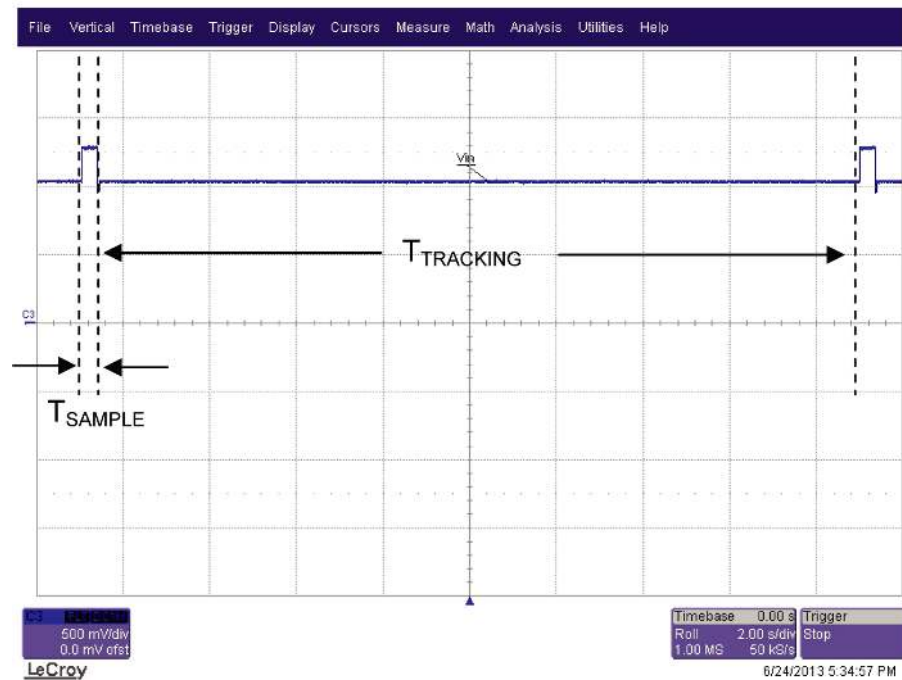 File Vertical Timebase Trigger Display Cursors Measure Math Analysis Utilities Help
Vin
TTRACKING
C3
TSAMPLE
C3
500 mV/div
0.0 mV ofst
Timebase 0.00 s
Roll 2.00 s/div
1.00 MS 50 kS/s
Trigger
Stop
LeCroy
6/24/2013 5:34:57 PM